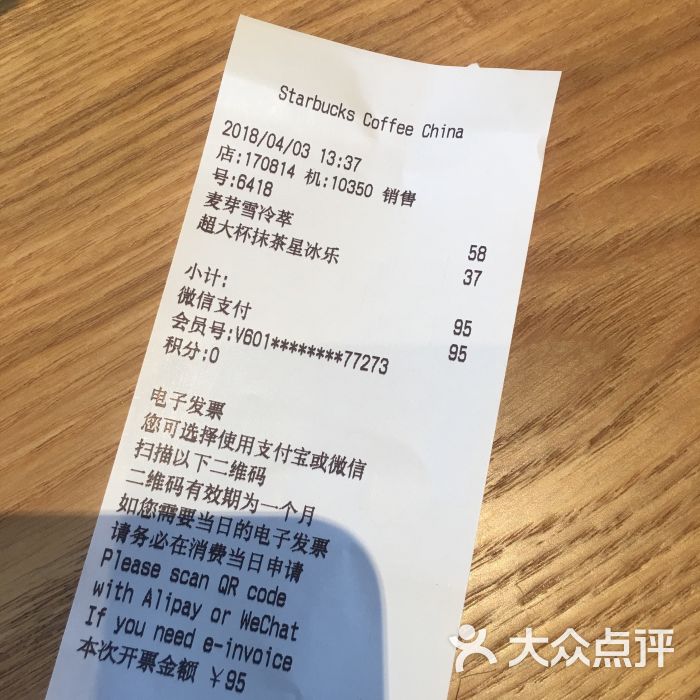 Starbucks Coffee China
2018/04/03 13:37
店:170814 机:10350 销售
号:6418
麦芽雪冷萃 58
超大杯抹茶星冰乐 37
小计: 95
微信支付 95
会员号:V601********77273
积分:0
电子发票
您可选择使用支付宝或微信
扫描以下二维码
二维码有效期为一个月
如您需要当日的电子发票
请务必在消费当日申请
Please scan QR code
with Alipay or WeChat
If you need e-invoice
本次开票金额 ￥95
大众点评